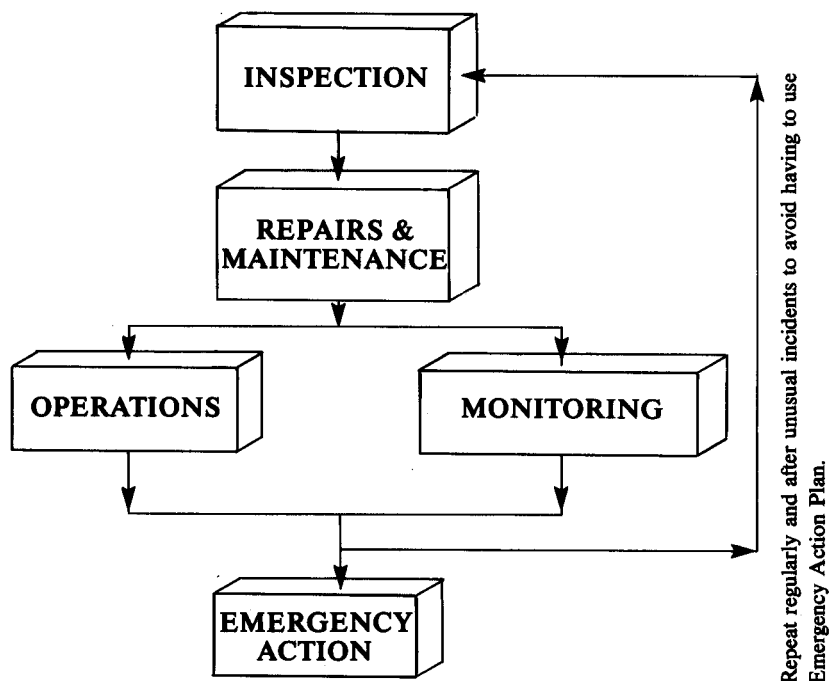 INSPECTION
REPAIRS &
MAINTENANCE
OPERATIONS
MONITORING
EMERGENCY
ACTION
Repeat regularly and after unusual incidents to avoid having to use
Emergency Action Plan.